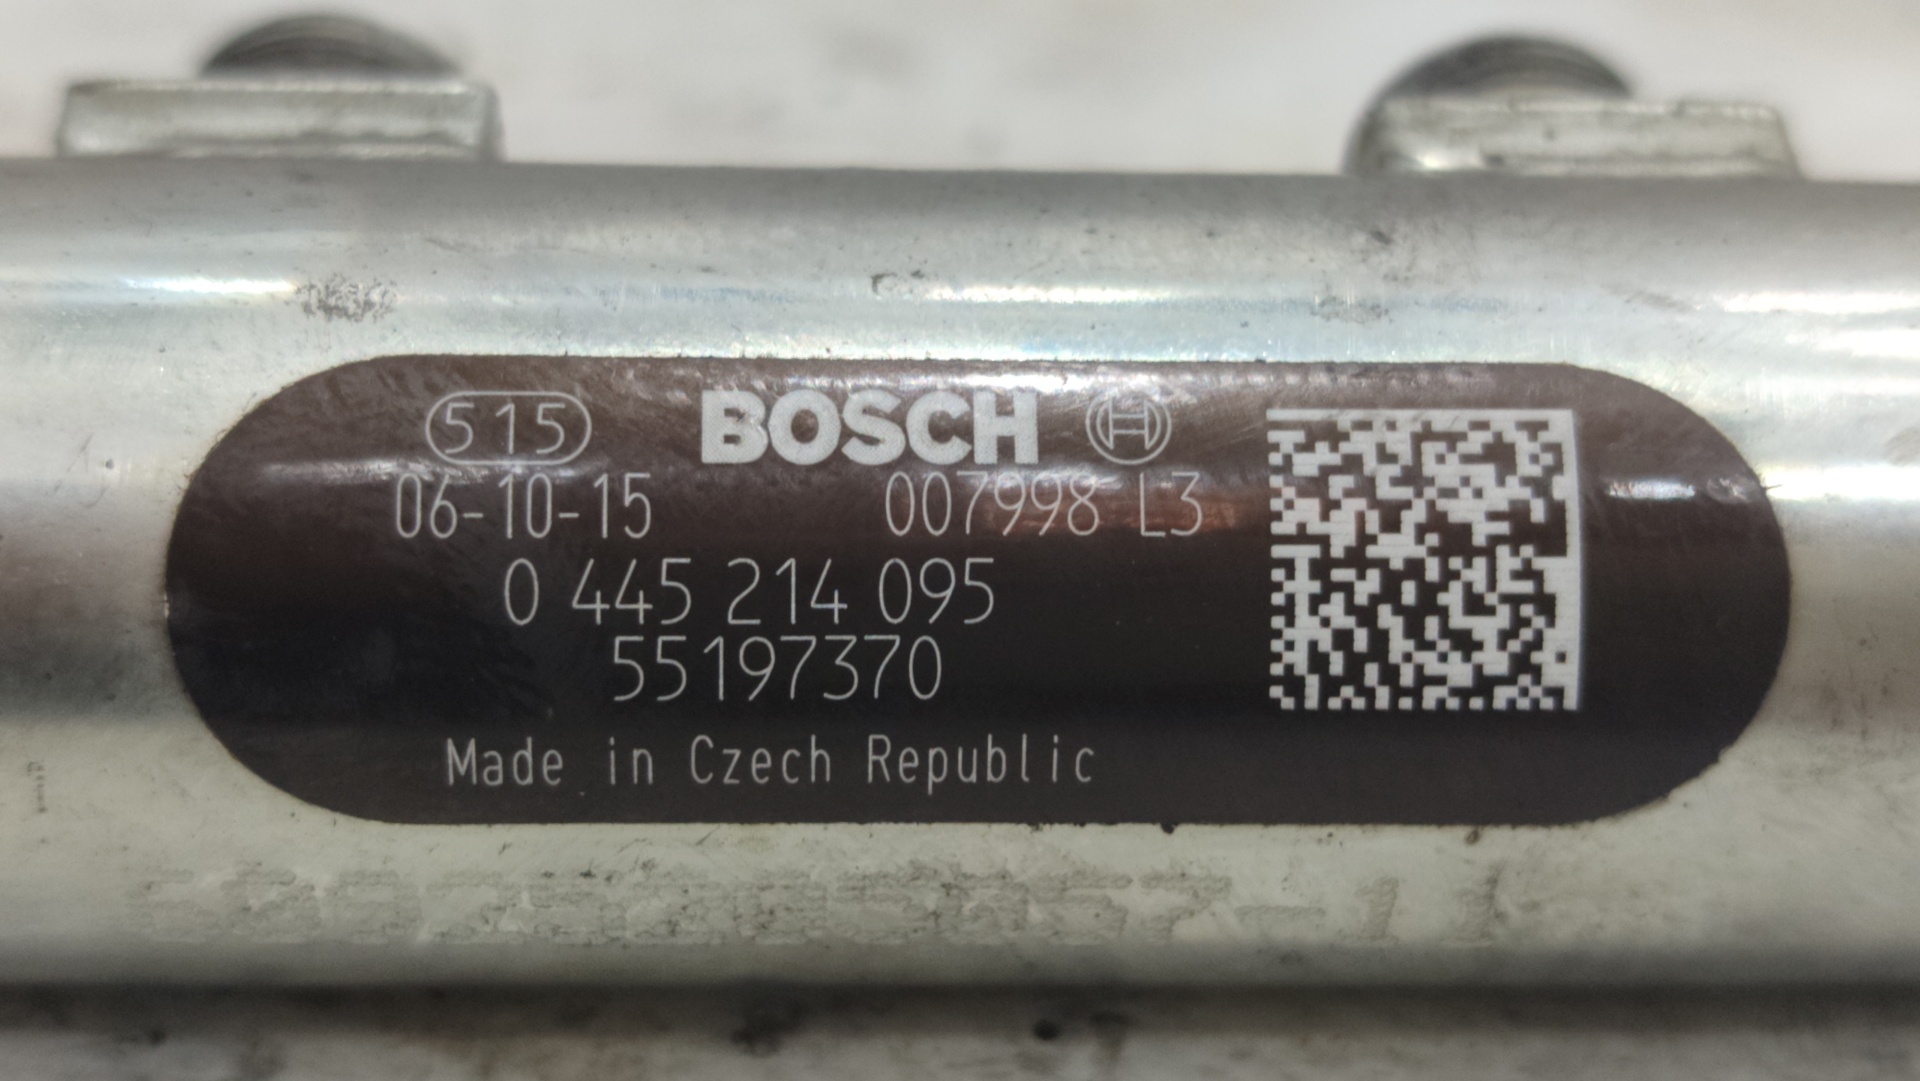 515 BOSCH
06-10-15 007998 L3
0 445 214 095
55197370
Made in Czech Republic